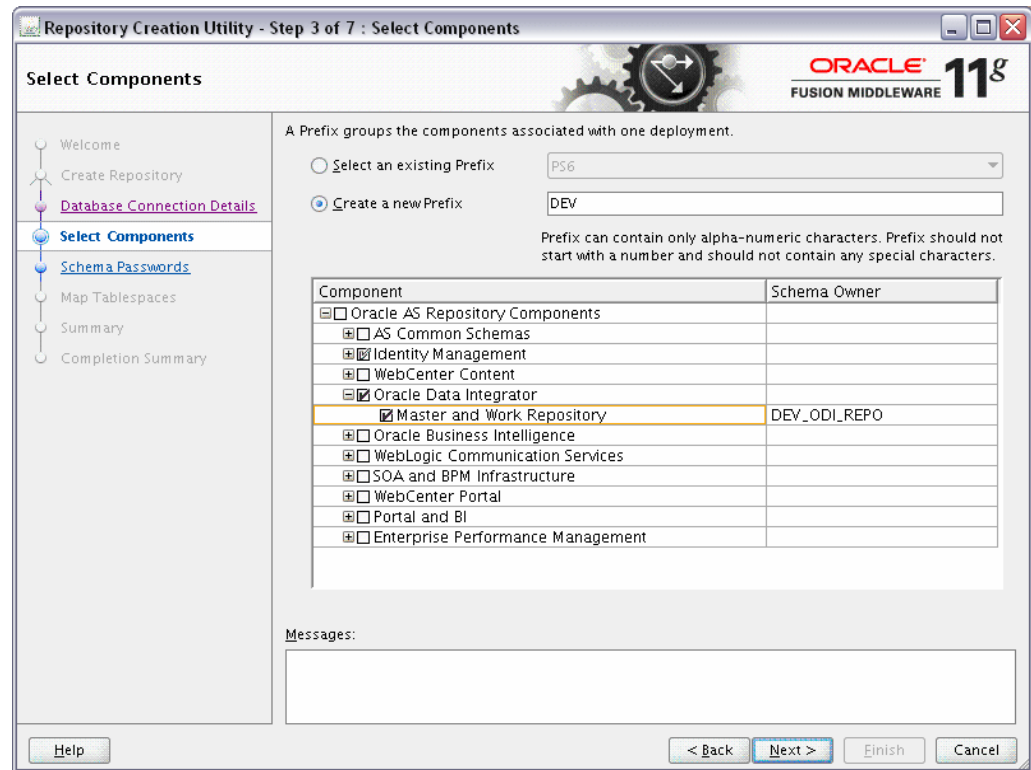 Repository Creation Utility - Step 3 of 7 : Select Components
Select Components
ORACLE
FUSION MIDDLEWARE
11g
Welcome
Create Repository
Database Connection Details
Select Components
Schema Passwords
Map Tablespaces
Summary
Completion Summary
A Prefix groups the components associated with one deployment.
Select an existing Prefix PS6
Create a new Prefix DEV
Prefix can contain only alpha-numeric characters. Prefix should not
start with a number and should not contain any special characters.
Component Schema Owner
Oracle AS Repository Components
AS Common Schemas
Identity Management
WebCenter Content
Oracle Data Integrator
Master and Work Repository DEV_ODI_REPO
Oracle Business Intelligence
WebLogic Communication Services
SOA and BPM Infrastructure
WebCenter Portal
Portal and BI
Enterprise Performance Management
Messages:
Help < Back Next > Finish Cancel